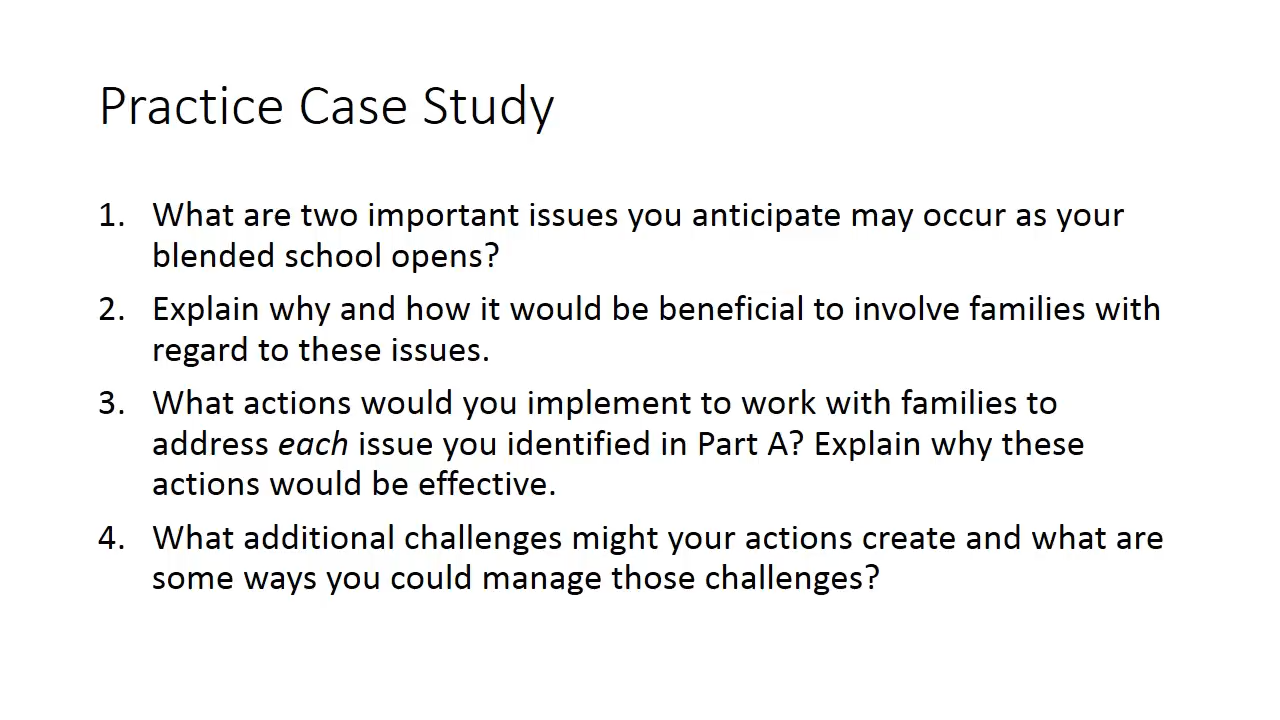 Practice Case Study
1. What are two important issues you anticipate may occur as your
blended school opens?
2. Explain why and how it would be beneficial to involve families with
regard to these issues.
3. What actions would you implement to work with families to
address each issue you identified in Part A? Explain why these
actions would be effective.
4. What additional challenges might your actions create and what are
some ways you could manage those challenges?